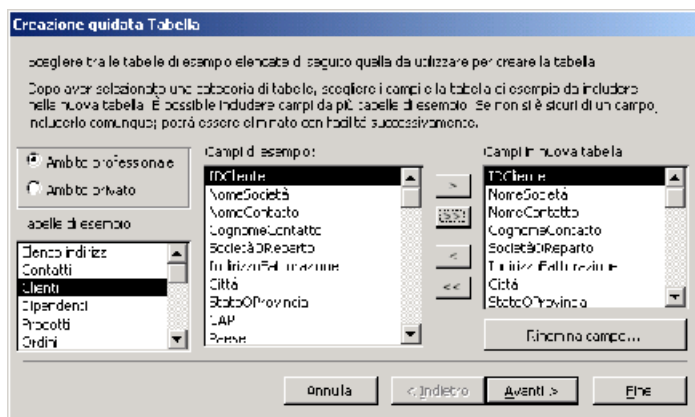 Creazione guidata Tabella
Scegliere tra le tabelle di esempio elencate di seguito quella da utilizzare per creare la tabella
Dopo aver selezionato una categoria di tabelle, scegliere i campi e la tabella di esempio da includere
nella nuova tabella. È possibile includere campi da più tabelle di esempio. Se non si è sicuri di un campo,
includerlo comunque; potrà essere eliminato con facilità successivamente.
Ambito professionale
Ambito privato
Tabelle di esempio
Elenco indirizzi
Contatti
Clienti
Dipendenti
Prodotti
Ordini
Campi di esempio:
IDCliente
NomeSocietà
NomeContatto
CognomeContatto
SocietàOReparto
IndirizzoFatturazione
Città
StatoOProvincia
CAP
Paese
>
>>
<
<<
Campi in nuova tabella
IDCliente
NomeSocietà
NomeContatto
CognomeContatto
SocietàOReparto
IndirizzoFatturazione
Città
StatoOProvincia
Rinomina campo...
Annulla
< Indietro
Avanti >
Fine